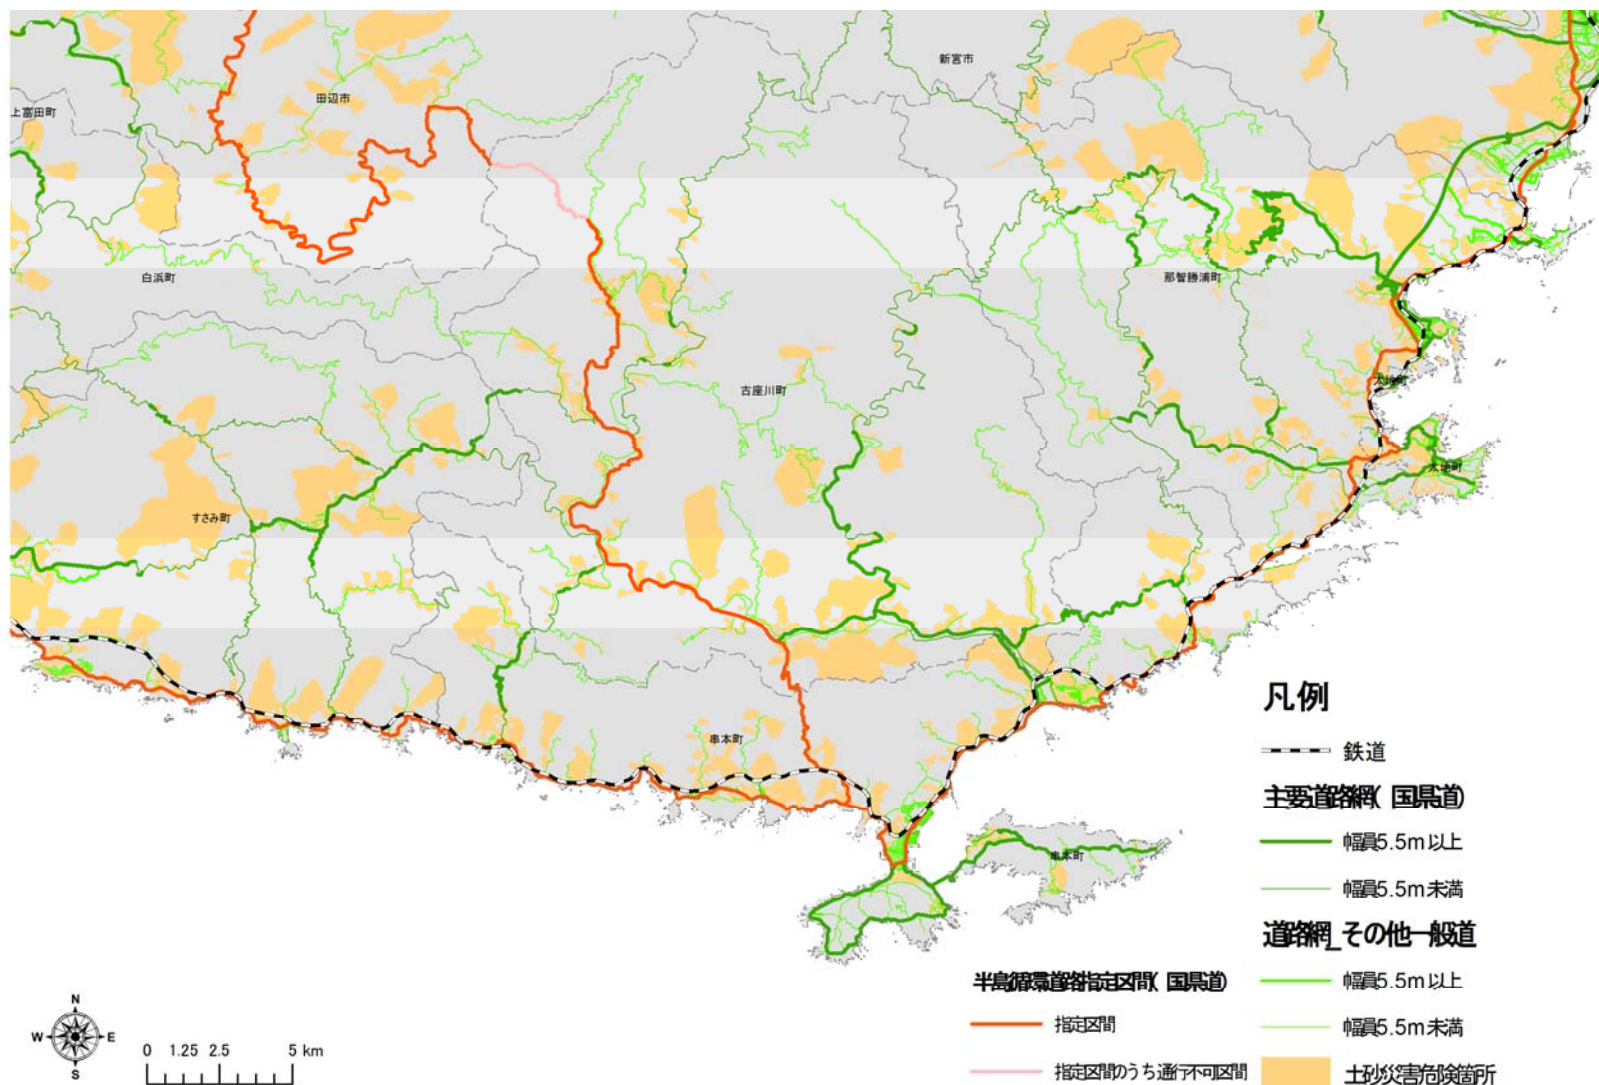 新宮市
田辺市
上富田町
白浜町
那智勝浦町
太地町
古座川町
太地町
すさみ町
串本町
串本町
凡例
鉄道
主要道路網(国県道)
幅員5.5m以上
幅員5.5m未満
道路網_その他一般道
幅員5.5m以上
幅員5.5m未満
土砂災害危険箇所
半島循環道路指定区間(国県道)
指定区間
指定区間のうち通行不可区間
N
W E
S
0 1.25 2.5 5 km